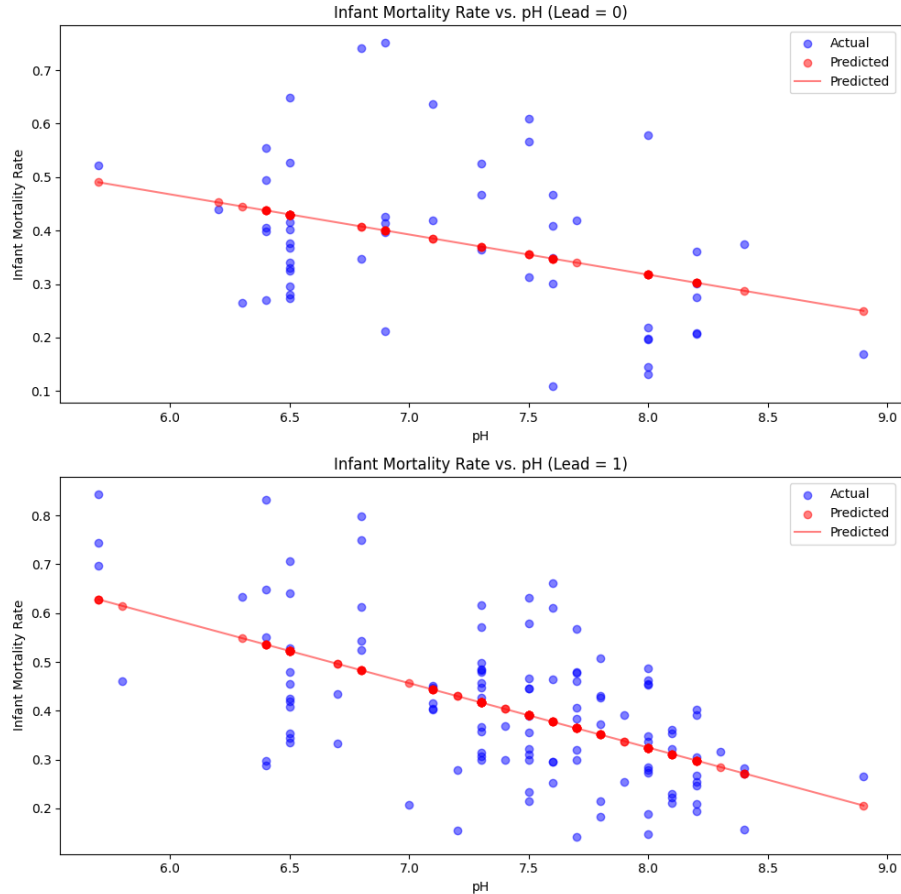 Infant Mortality Rate vs. pH (Lead = 0)
Actual
Predicted
Predicted
Infant Mortality Rate
0.7
0.6
0.5
0.4
0.3
0.2
0.1
6.0 6.5 7.0 7.5 8.0 8.5 9.0
pH
Infant Mortality Rate vs. pH (Lead = 1)
Actual
Predicted
Predicted
Infant Mortality Rate
0.8
0.7
0.6
0.5
0.4
0.3
0.2
6.0 6.5 7.0 7.5 8.0 8.5 9.0
pH